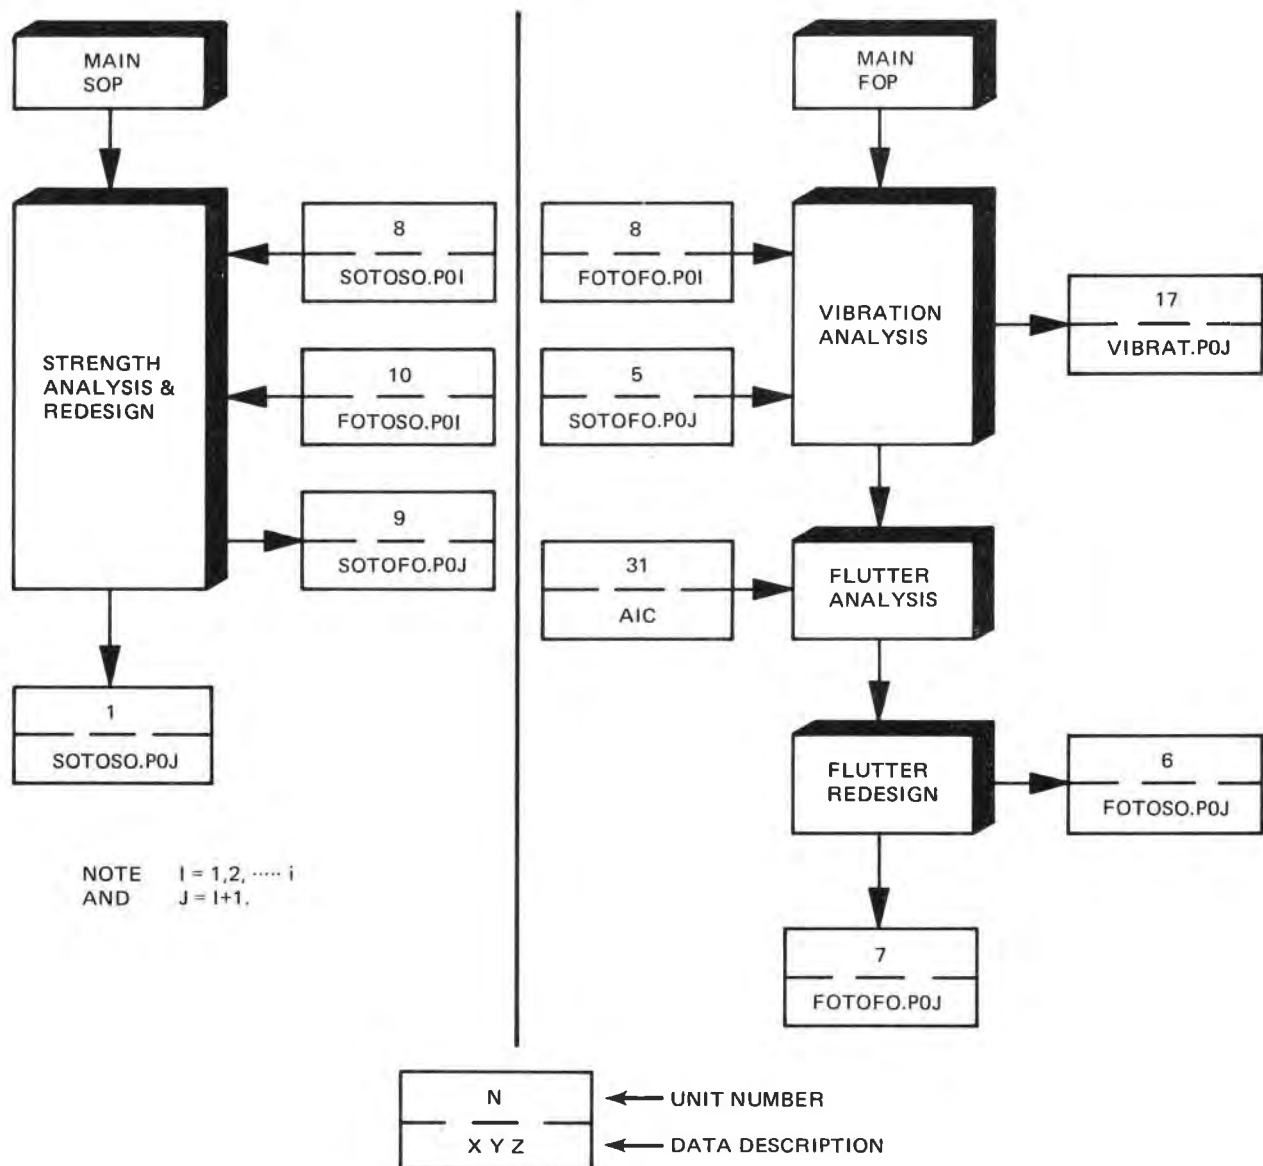 MAIN
SOP
8
SOTOSO.P0I
STRENGTH
ANALYSIS &
REDESIGN
10
FOTOSO.P0I
9
SOTOFO.P0J
1
SOTOSO.P0J
NOTE I = 1,2, ····· i
AND J = I+1.
MAIN
FOP
8
FOTOFO.P0I
VIBRATION
ANALYSIS
17
VIBRAT.P0J
5
SOTOFO.P0J
31
AIC
FLUTTER
ANALYSIS
FLUTTER
REDESIGN
6
FOTOSO.P0J
7
FOTOFO.P0J
N
UNIT NUMBER
X Y Z
DATA DESCRIPTION